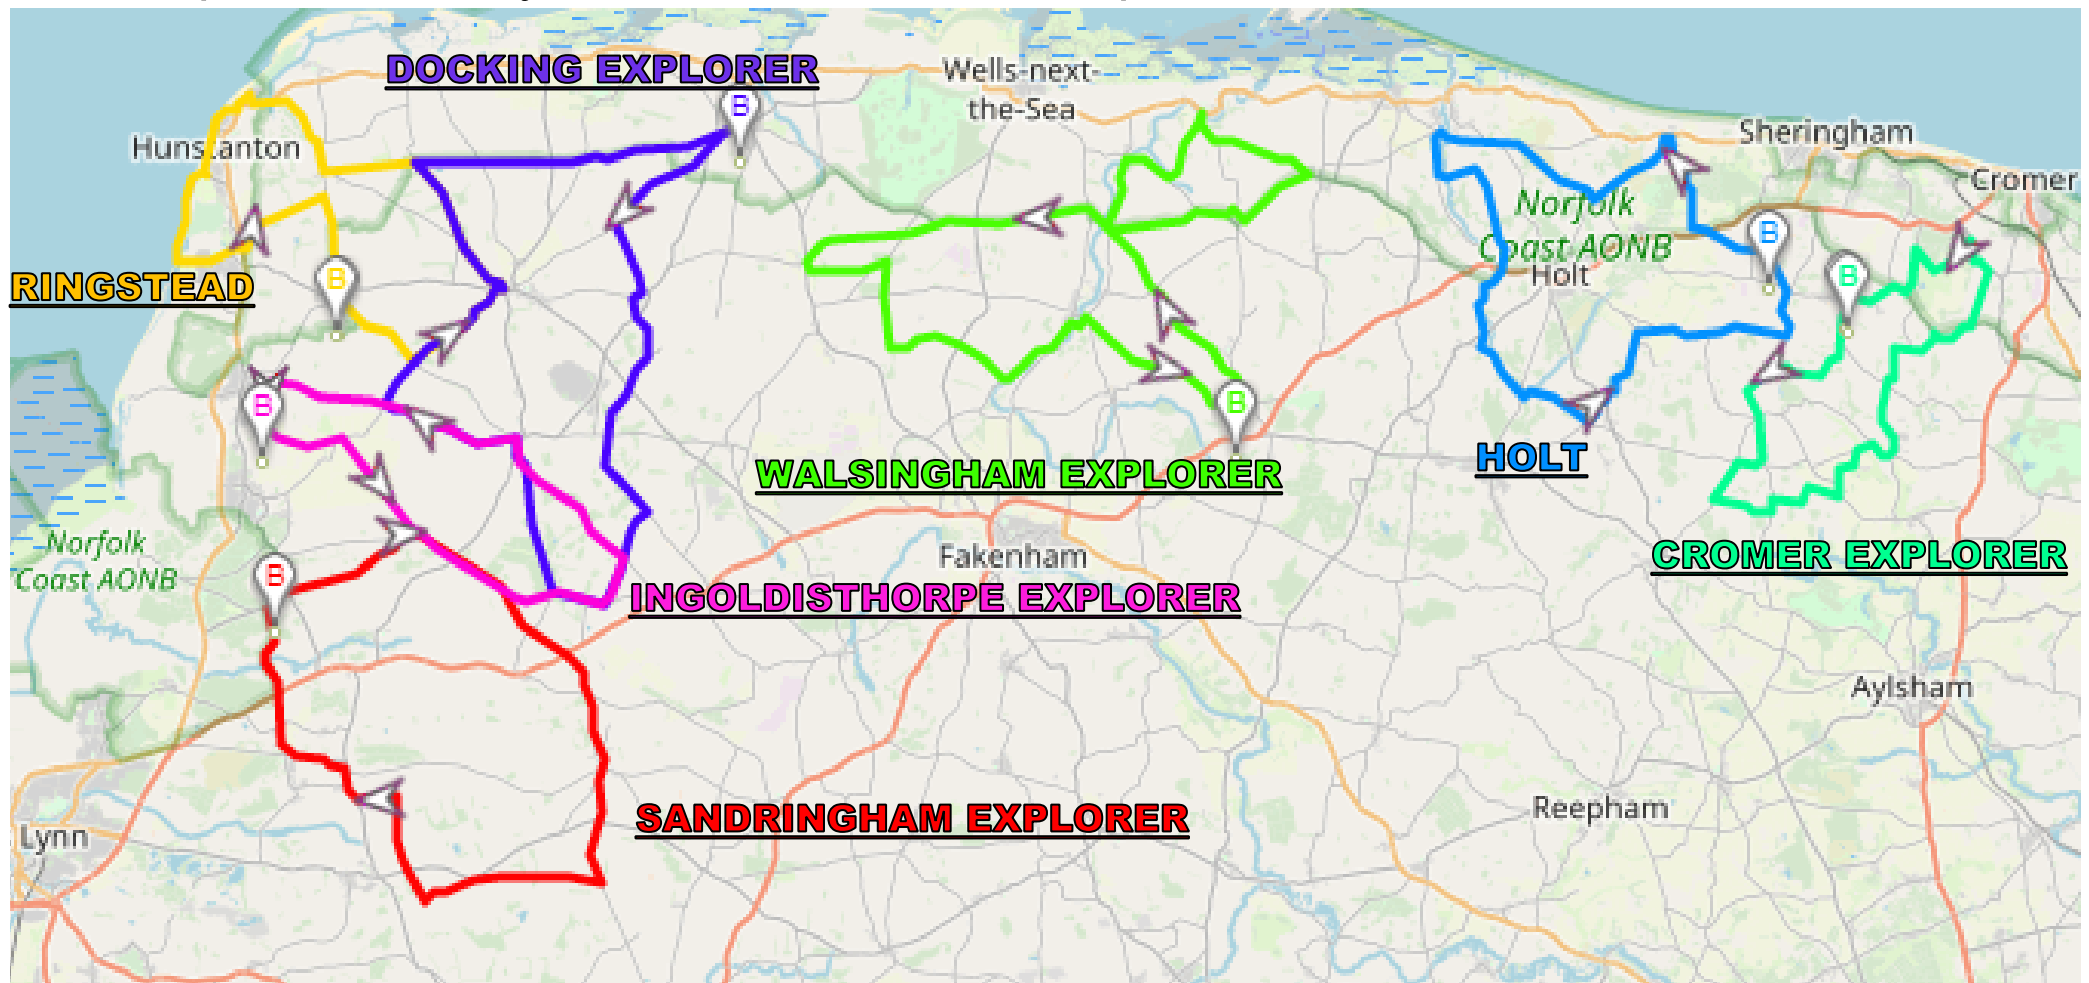 DOCKING EXPLORER
Wells-next-
the-Sea
B
Hunstanton
Sheringham
Cromer
Norfolk
Coast AONB
B
Holt
B
B
RINGSTEAD
B
B
WALSINGHAM EXPLORER
HOLT
Norfolk
Coast AONB
Fakenham
CROMER EXPLORER
B
INGOLDISTHORPE EXPLORER
Aylsham
SANDRINGHAM EXPLORER
Reepham
Lynn